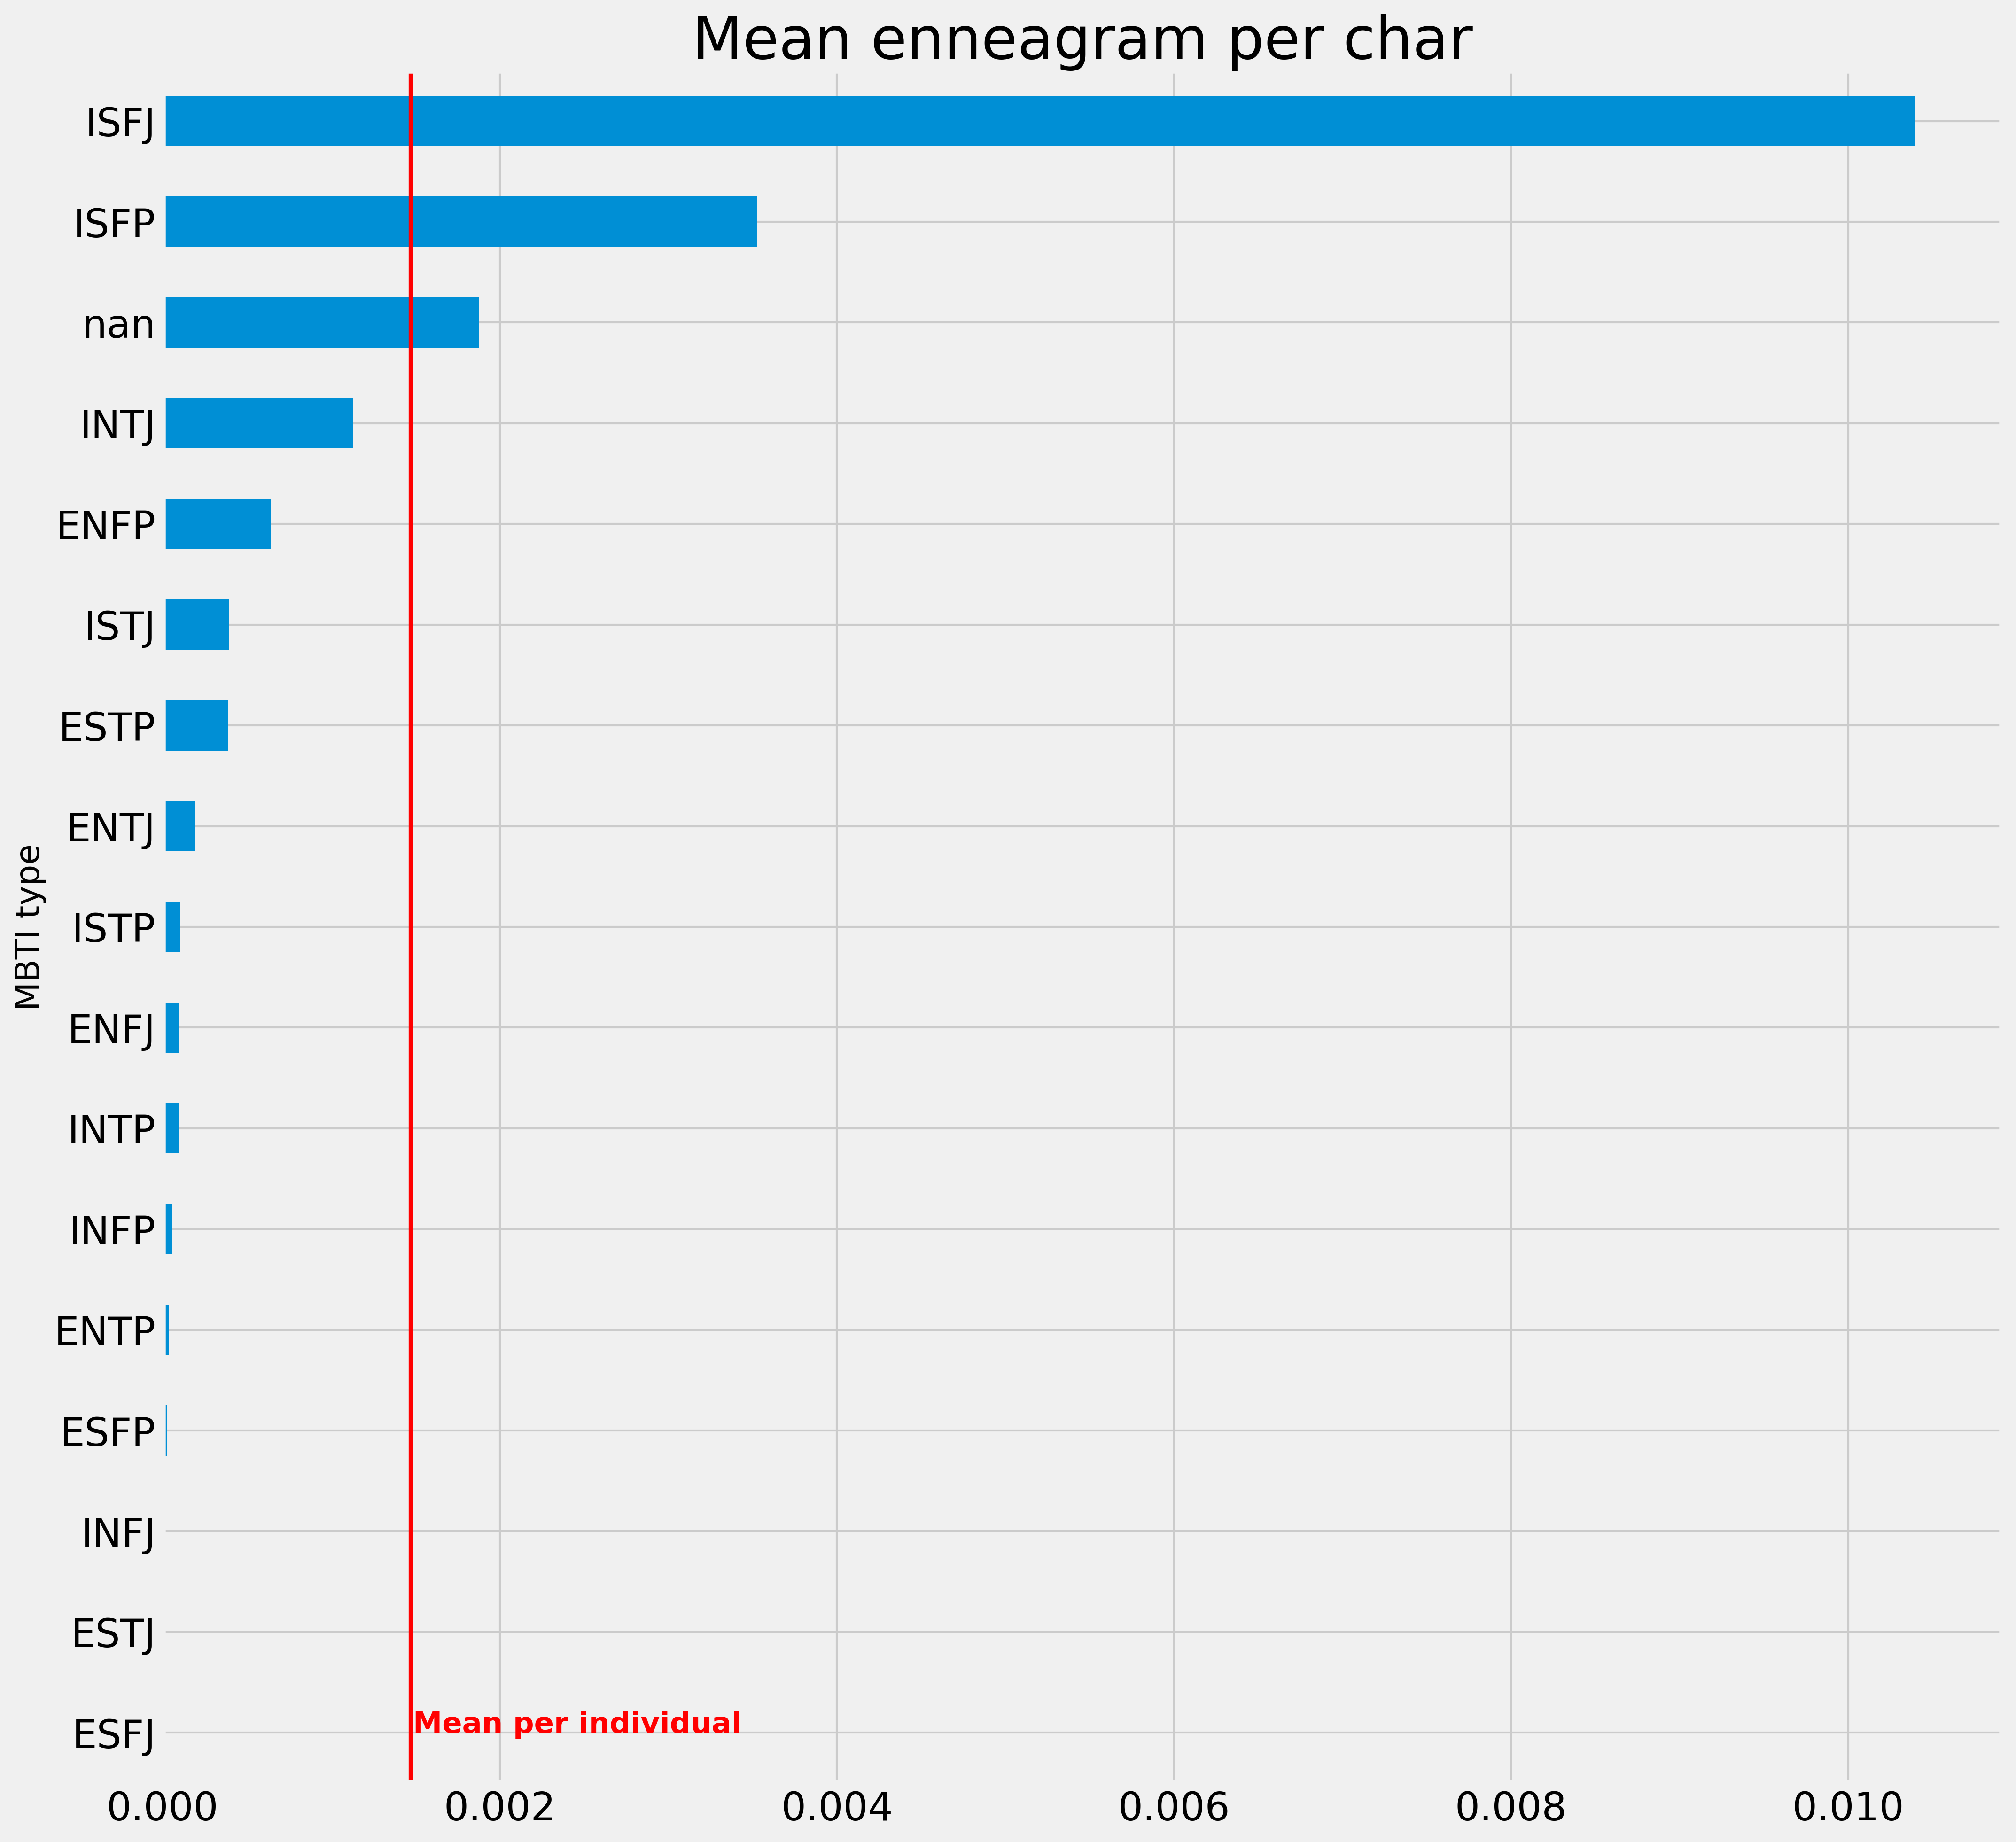 Mean enneagram per char
ISFJ
ISFP
nan
INTJ
ENFP
ISTJ
ESTP
ENTJ
ISTP
ENFJ
INTP
INFP
ENTP
ESFP
INFJ
ESTJ
ESFJ
MBTI type
Mean per individual
0.000 0.002 0.004 0.006 0.008 0.010